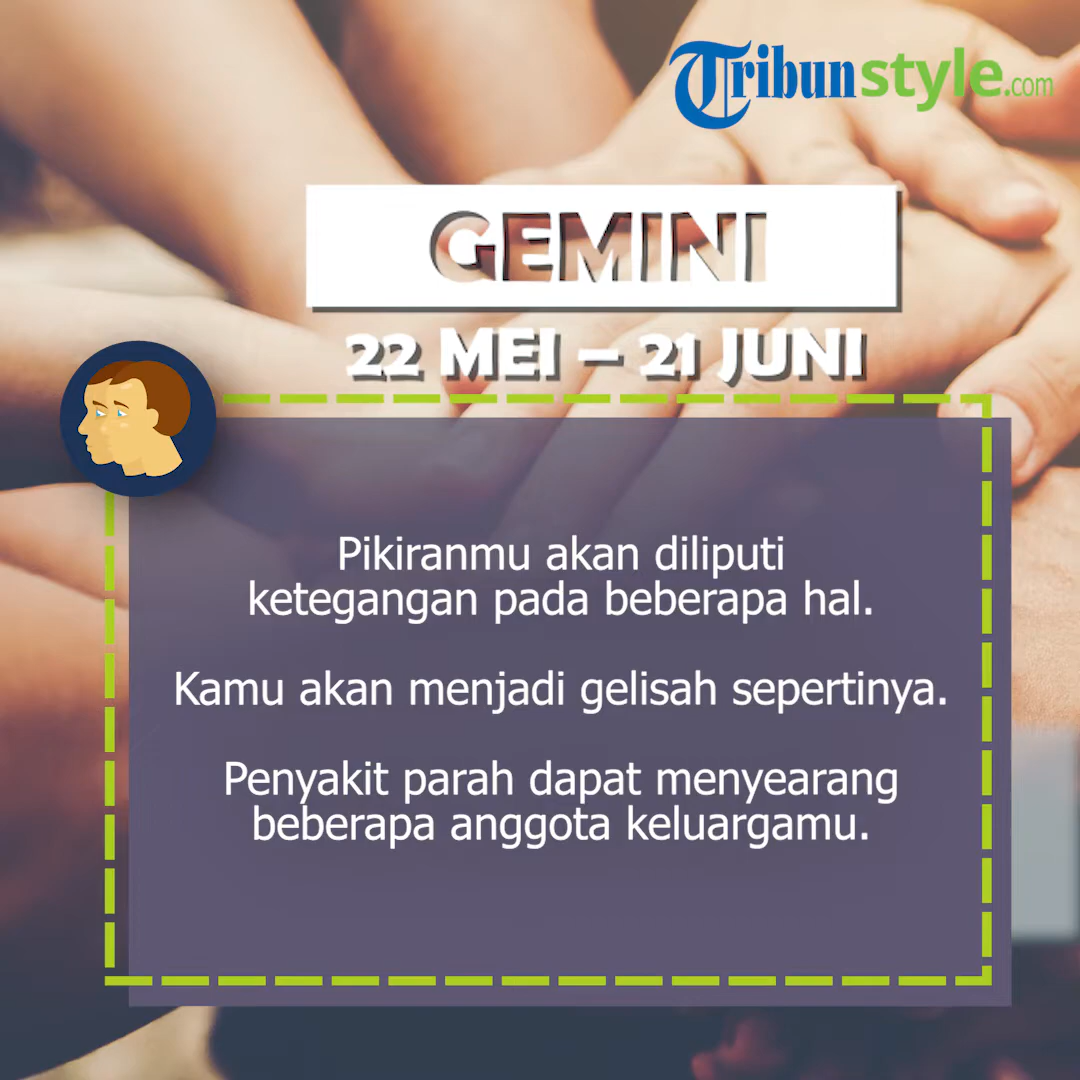 Tribunstyle.com
GEMINI
22 MEI – 21 JUNI
Pikiranmu akan diliputi
ketegangan pada beberapa hal.
Kamu akan menjadi gelisah sepertinya.
Penyakit parah dapat menyearang
beberapa anggota keluargamu.